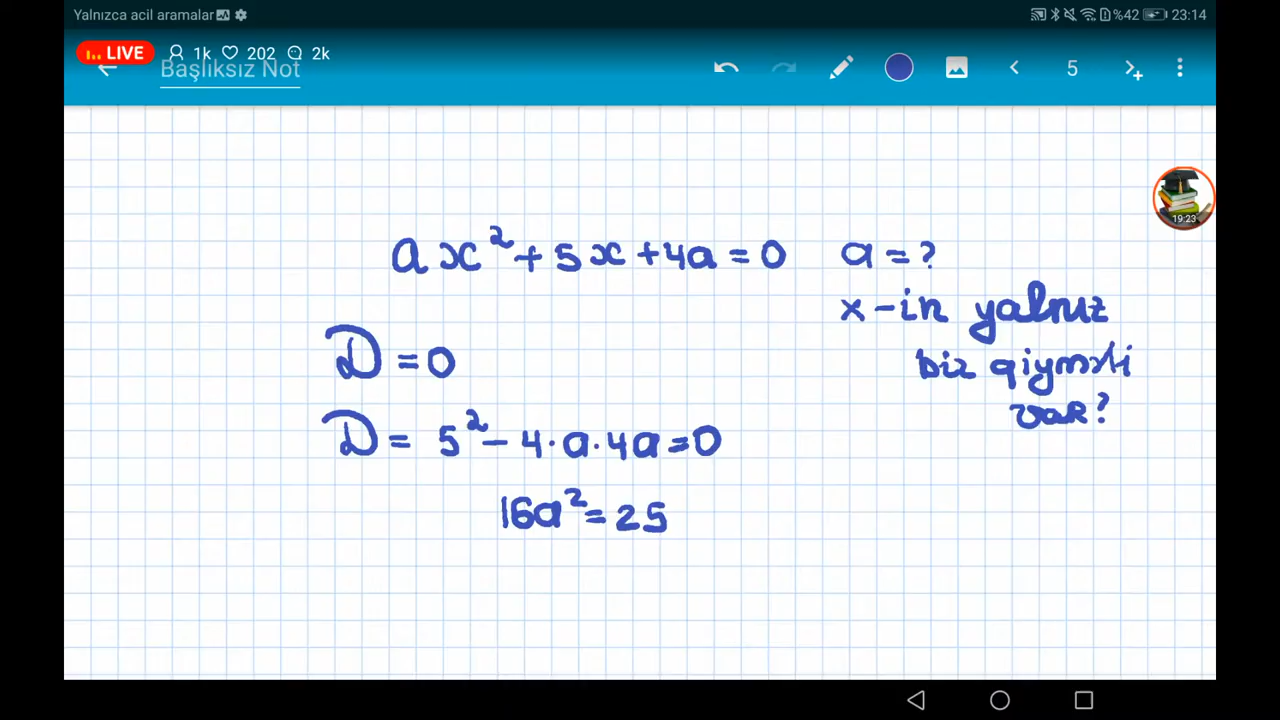 Yalnızca acil aramalar
%42 23:14
LIVE 1k 202 2k
Başlıksız Not
5
19:23
ax² + 5x + 4a = 0 a = ?
x-in yalnız
bir qiyməti
var?
D = 0
D = 5² - 4·a·4a = 0
16a² = 25